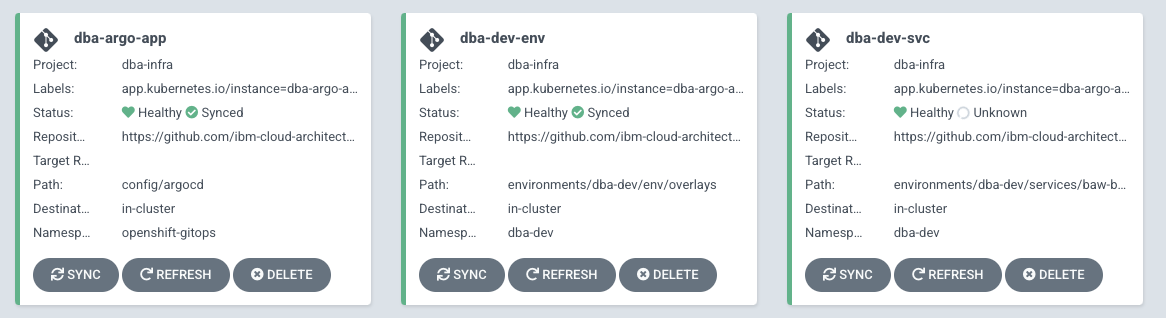 dba-argo-app
Project: dba-infra
Labels: app.kubernetes.io/instance=dba-argo-a...
Status: Healthy Synced
Reposit... https://github.com/ibm-cloud-architect...
Target R...
Path: config/argocd
Destinat... in-cluster
Namesp... openshift-gitops
SYNC REFRESH DELETE
dba-dev-env
Project: dba-infra
Labels: app.kubernetes.io/instance=dba-argo-a...
Status: Healthy Synced
Reposit... https://github.com/ibm-cloud-architect...
Target R...
Path: environments/dba-dev/env/overlays
Destinat... in-cluster
Namesp... dba-dev
SYNC REFRESH DELETE
dba-dev-svc
Project: dba-infra
Labels: app.kubernetes.io/instance=dba-argo-a...
Status: Healthy Unknown
Reposit... https://github.com/ibm-cloud-architect...
Target R...
Path: environments/dba-dev/services/baw-b...
Destinat... in-cluster
Namesp... dba-dev
SYNC REFRESH DELETE